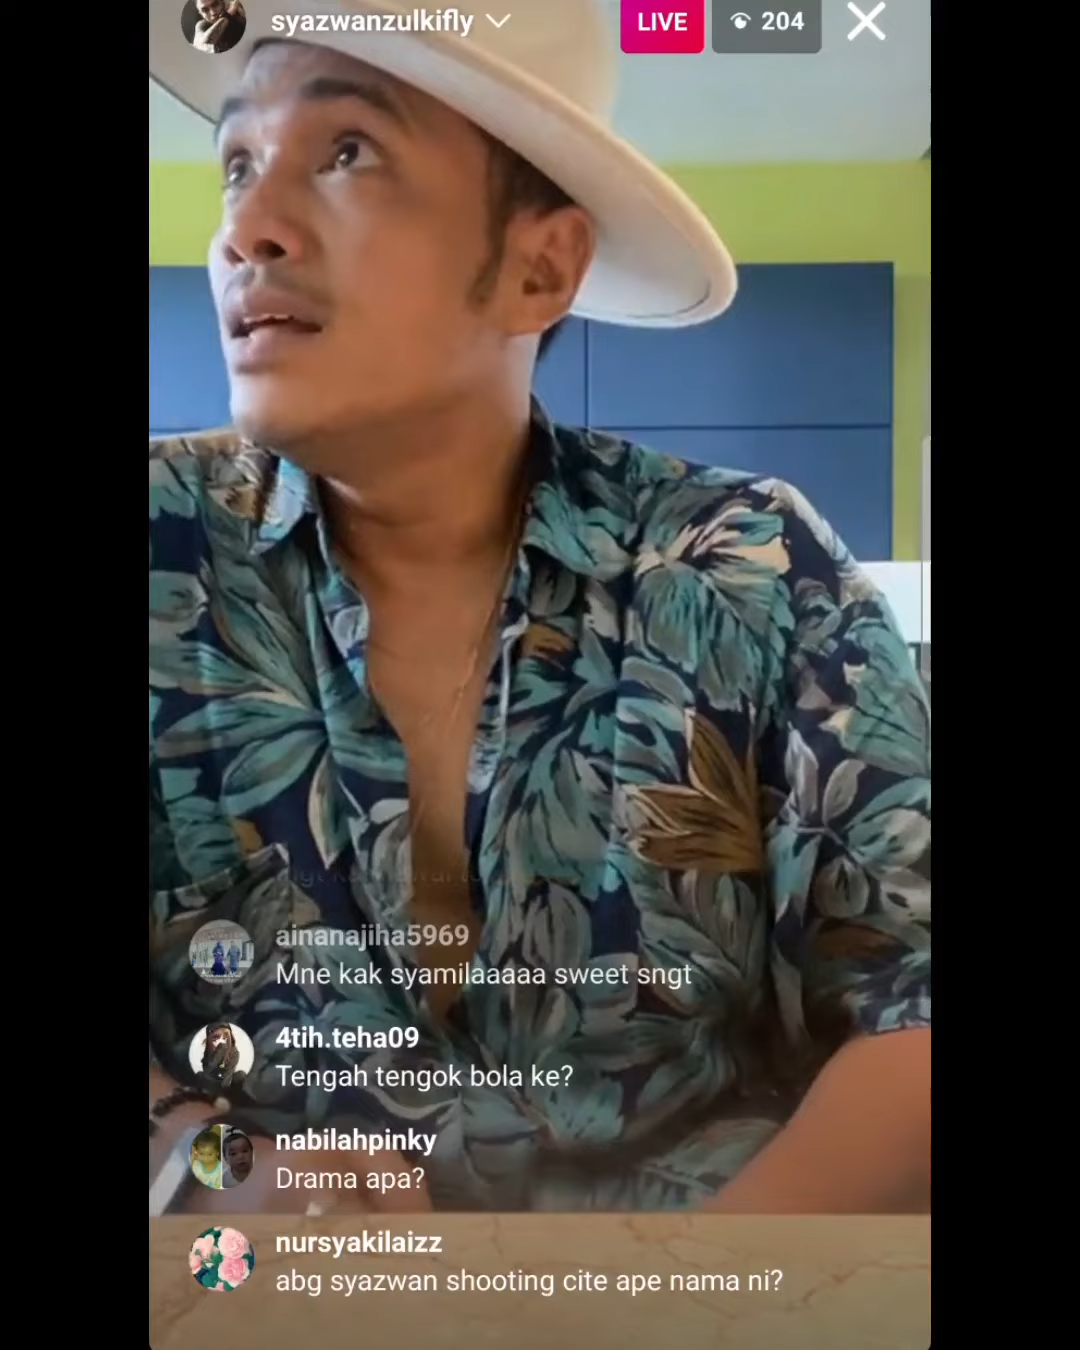 syazwanzulkifly
LIVE
204
ainanajiha5969
Mne kak syamilaaaaa sweet sngt
4tih.teha09
Tengah tengok bola ke?
nabilahpinky
Drama apa?
nursyakilaizz
abg syazwan shooting cite ape nama ni?